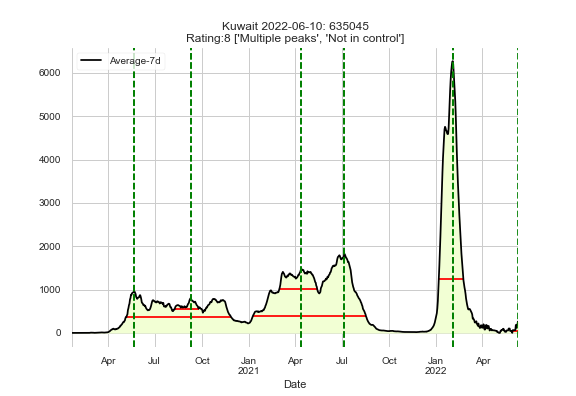 Kuwait 2022-06-10: 635045
Rating:8 ['Multiple peaks', 'Not in control']
Average-7d
6000
5000
4000
3000
2000
1000
0
Apr Jul Oct Jan Apr Jul Oct Jan Apr
2021 2022
Date